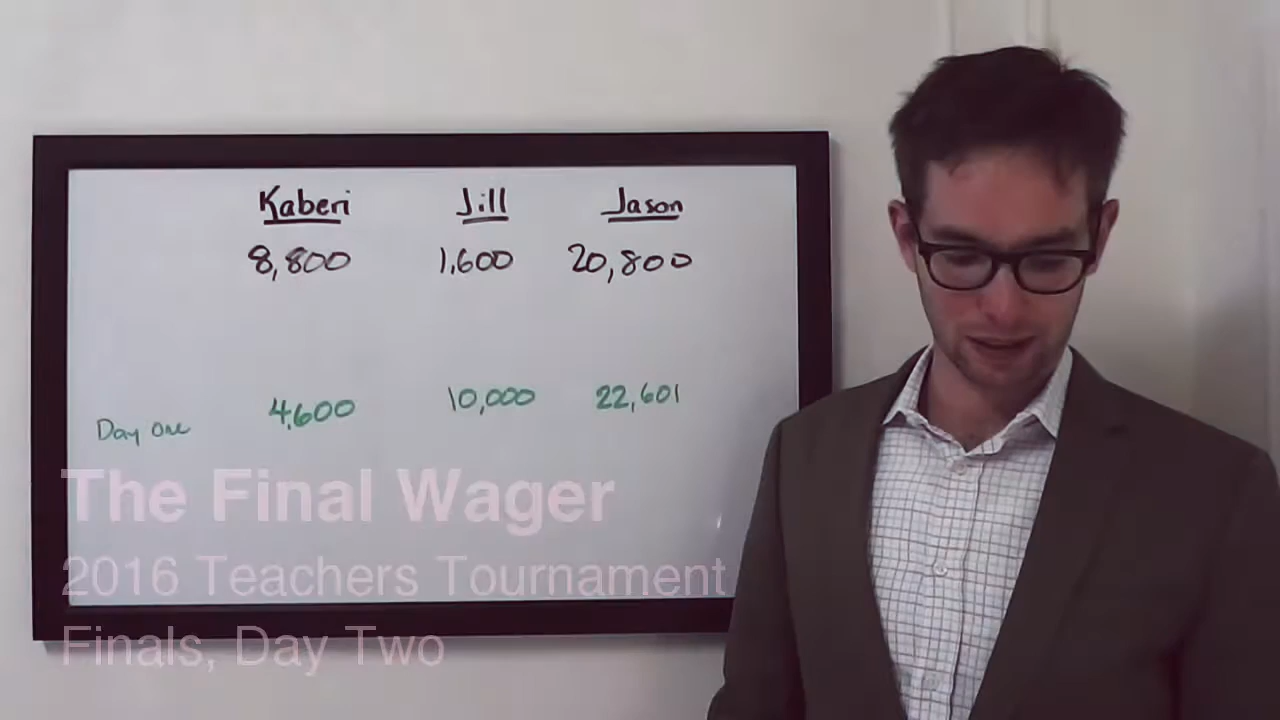 Kaberi Jill Jason
8,800 1,600 20,800
Day One 4,600 10,000 22,601
The Final Wager
2016 Teachers Tournament
Finals, Day Two